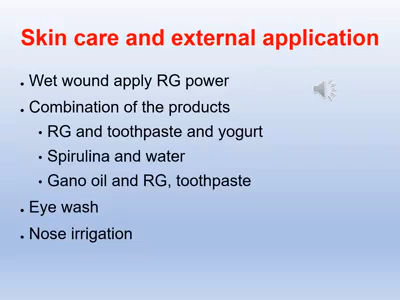 Skin care and external application
Wet wound apply RG power
Combination of the products
RG and toothpaste and yogurt
Spirulina and water
Gano oil and RG, toothpaste
Eye wash
Nose irrigation